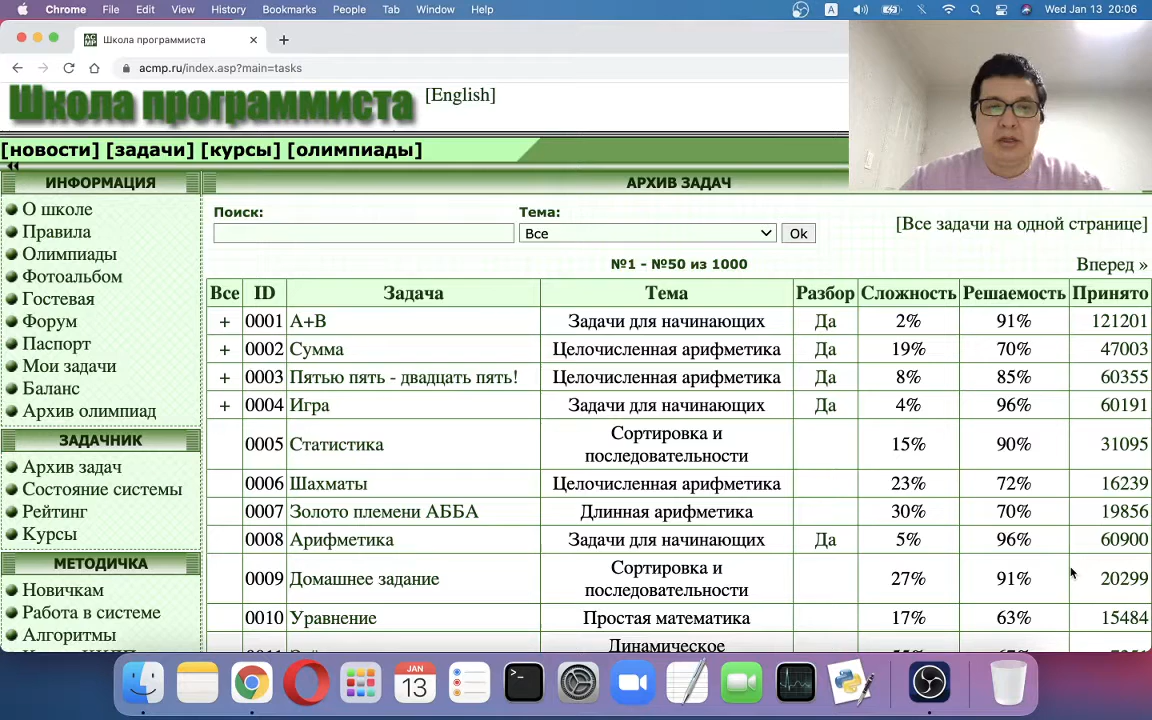 Chrome File Edit View History Bookmarks People Tab Window Help
A
Wed Jan 13 20:06
Школа программиста
acmp.ru/index.asp?main=tasks
Школа программиста [English]
[новости] [задачи] [курсы] [олимпиады]
ИНФОРМАЦИЯ
О школе
Правила
Олимпиады
Фотоальбом
Гостевая
Форум
Паспорт
Мои задачи
Баланс
Архив олимпиад
ЗАДАЧНИК
Архив задач
Состояние системы
Рейтинг
Курсы
МЕТОДИЧКА
Новичкам
Работа в системе
Алгоритмы
АРХИВ ЗАДАЧ
Поиск: Тема:
Все Ok
[Все задачи на одной странице]
№1 - №50 из 1000
Вперед »
Все ID Задача Тема Разбор Сложность Решаемость Принято
+ 0001 A+B Задачи для начинающих Да 2% 91% 121201
+ 0002 Сумма Целочисленная арифметика Да 19% 70% 47003
+ 0003 Пятью пять - двадцать пять! Целочисленная арифметика Да 8% 85% 60355
+ 0004 Игра Задачи для начинающих Да 4% 96% 60191
0005 Статистика Сортировка и последовательности 15% 90% 31095
0006 Шахматы Целочисленная арифметика 23% 72% 16239
0007 Золото племени АББА Длинная арифметика 30% 70% 19856
0008 Арифметика Задачи для начинающих Да 5% 96% 60900
0009 Домашнее задание Сортировка и последовательности 27% 91% 20299
0010 Уравнение Простая математика 17% 63% 15484
Динамическое
JAN
13